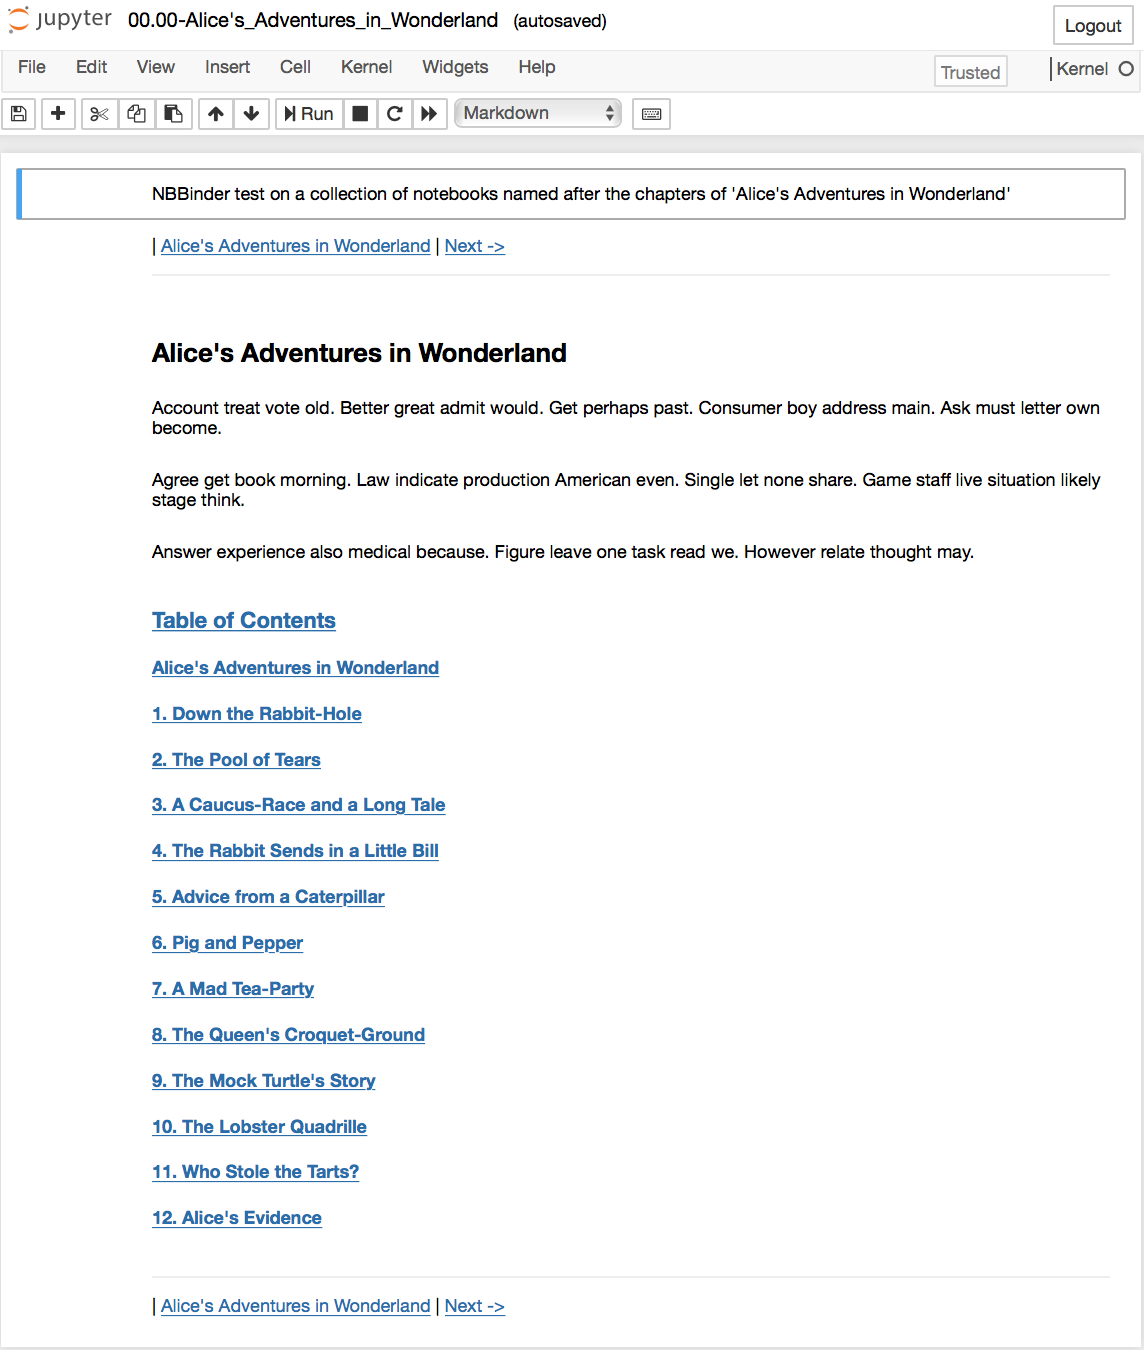 jupyter 00.00-Alice's_Adventures_in_Wonderland (autosaved)
Logout
File Edit View Insert Cell Kernel Widgets Help
Trusted
Kernel
Run
Markdown
NBBinder test on a collection of notebooks named after the chapters of 'Alice's Adventures in Wonderland'
| Alice's Adventures in Wonderland | Next ->
Alice's Adventures in Wonderland
Account treat vote old. Better great admit would. Get perhaps past. Consumer boy address main. Ask must letter own
become.
Agree get book morning. Law indicate production American even. Single let none share. Game staff live situation likely
stage think.
Answer experience also medical because. Figure leave one task read we. However relate thought may.
Table of Contents
Alice's Adventures in Wonderland
1. Down the Rabbit-Hole
2. The Pool of Tears
3. A Caucus-Race and a Long Tale
4. The Rabbit Sends in a Little Bill
5. Advice from a Caterpillar
6. Pig and Pepper
7. A Mad Tea-Party
8. The Queen's Croquet-Ground
9. The Mock Turtle's Story
10. The Lobster Quadrille
11. Who Stole the Tarts?
12. Alice's Evidence
| Alice's Adventures in Wonderland | Next ->